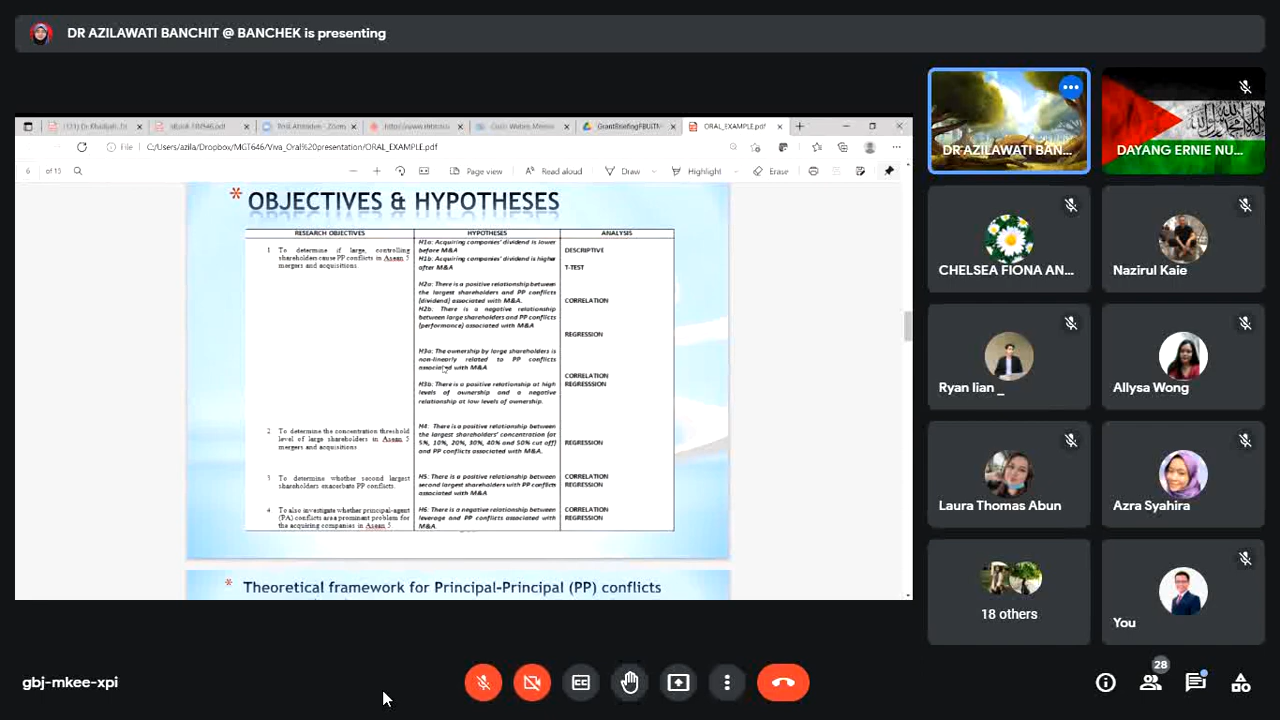 DR AZILAWATI BANCHIT @ BANCHEK is presenting
ORAL_EXAMPLE.pdf
File
C:/Users/azila/Dropbox/MGT646/Viva_Oral%20presentation/ORAL_EXAMPLE.pdf
6 of 15
Page view
Read aloud
Draw
Highlight
Erase
* OBJECTIVES & HYPOTHESES
RESEARCH OBJECTIVES HYPOTHESES ANALYSIS
1 To determine if large, controlling
shareholders cause PP conflicts in Asean 5
mergers and acquisitions.
H1a: Acquiring companies' dividend is lower
before M&A
H1b: Acquiring companies' dividend is higher
after M&A
DESCRIPTIVE
T-TEST
H2a: There is a positive relationship between
the largest shareholders and PP conflicts
(dividend) associated with M&A.
H2b: There is a negative relationship
between large shareholders and PP conflicts
(performance) associated with M&A
CORRELATION
REGRESSION
H3a: The ownership by large shareholders is
non-linearly related to PP conflicts
associated with M&A
H3b: There is a positive relationship at high
levels of ownership and a negative
relationship at low levels of ownership.
CORRELATION
REGRESSSION
2 To determine the concentration threshold
level of large shareholders in Asean 5
mergers and acquisitions
H4: There is a positive relationship between
the largest shareholders' concentration (at
5%, 10%, 20%, 30%, 40% and 50% cut off)
and PP conflicts associated with M&A.
REGRESSION
3 To determine whether second largest
shareholders exacerbate PP conflicts.
H5: There is a positive relationship between
second largest shareholders with PP conflicts
associated with M&A
CORRELATION
REGRESSION
4 To also investigate whether principal-agent
(PA) conflicts are a prominent problem for
the acquiring companies in Asean 5.
H6: There is a negative relationship between
leverage and PP conflicts associated with
M&A.
CORRELATION
REGRESSION
* Theoretical framework for Principal-Principal (PP) conflicts
DR AZILAWATI BAN...
DAYANG ERNIE NU...
CHELSEA FIONA AN...
Nazirul Kaie
Ryan lian _
Allysa Wong
Laura Thomas Abun
Azra Syahira
18 others
You
gbj-mkee-xpi
CC
28